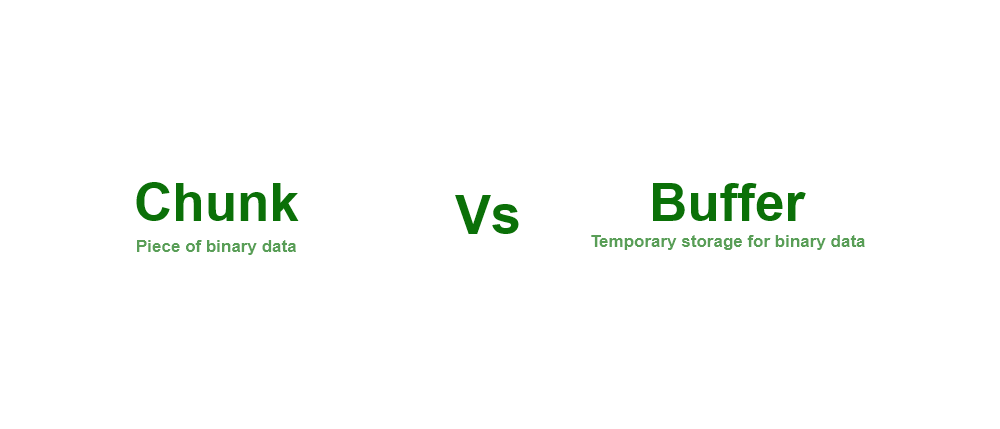 Chunk
Piece of binary data
Vs
Buffer
Temporary storage for binary data